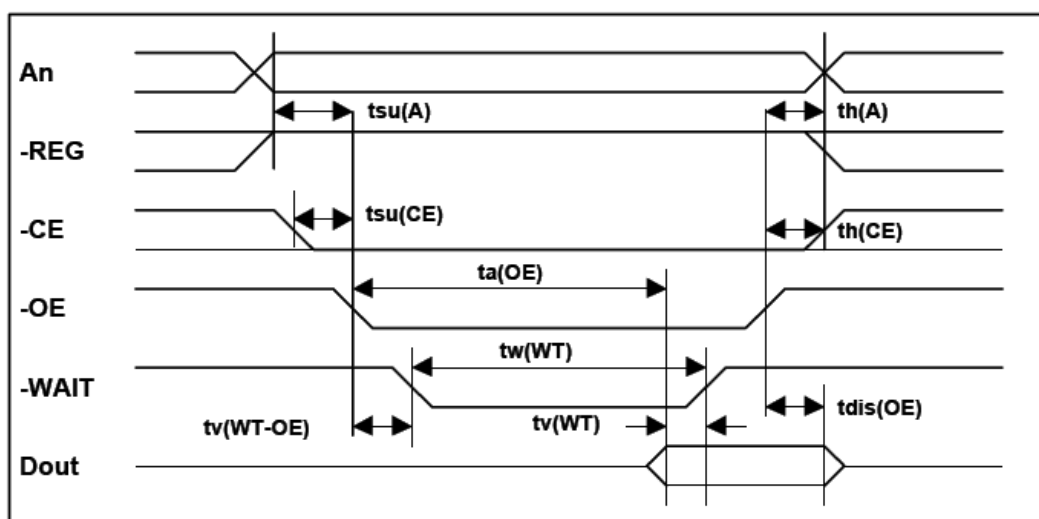 An
tsu(A)
th(A)
-REG
-CE
tsu(CE)
th(CE)
ta(OE)
-OE
tw(WT)
-WAIT
tv(WT-OE)
tv(WT)
tdis(OE)
Dout